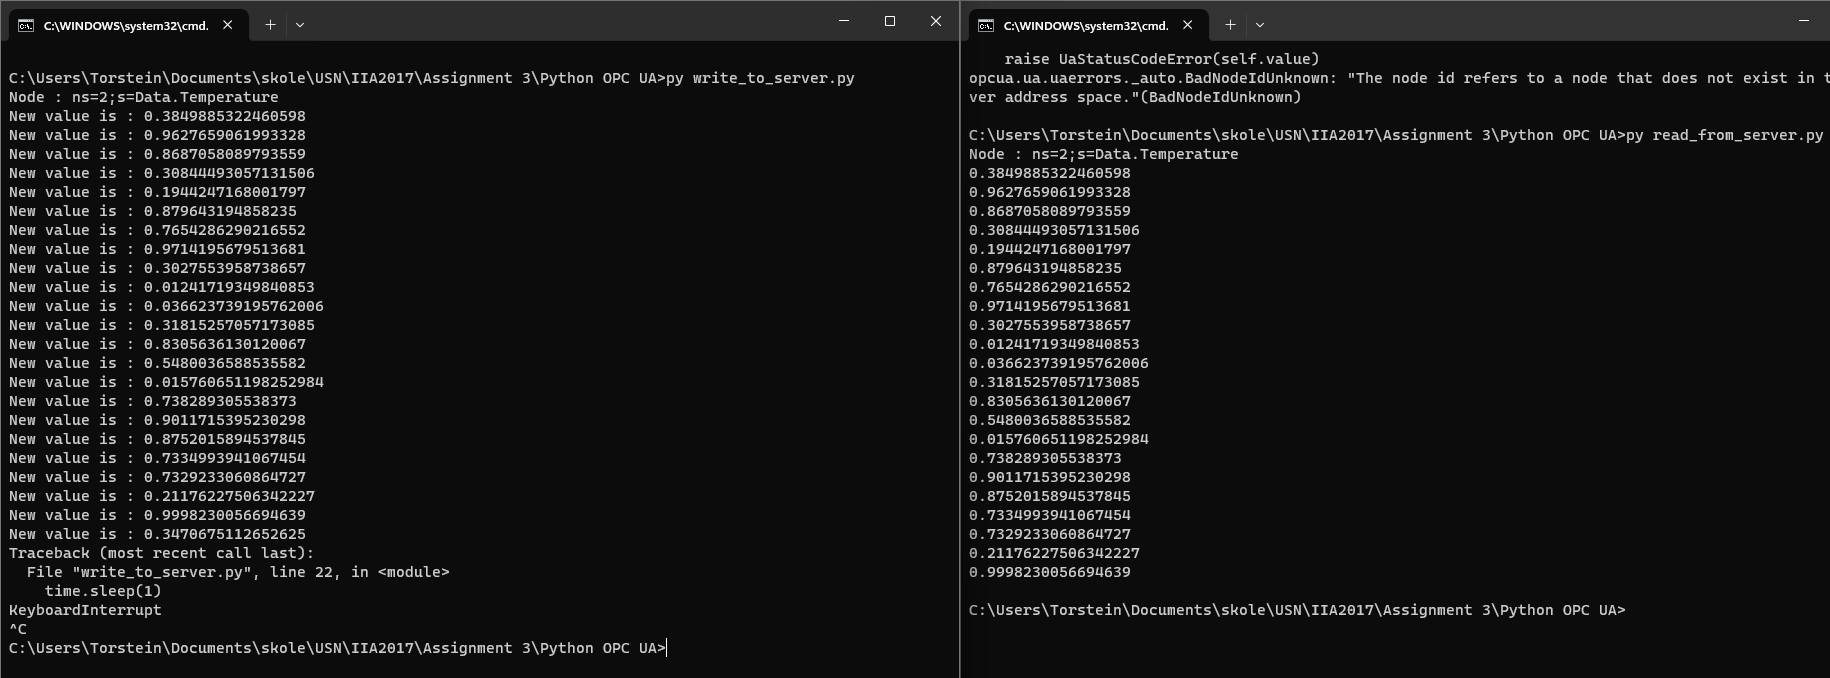 C:\WINDOWS\system32\cmd.
C:\Users\Torstein\Documents\skole\USN\IIA2017\Assignment 3\Python OPC UA>py write_to_server.py
Node : ns=2;s=Data.Temperature
New value is : 0.3849885322460598
New value is : 0.9627659061993328
New value is : 0.8687058089793559
New value is : 0.30844493057131506
New value is : 0.1944247168001797
New value is : 0.879643194858235
New value is : 0.7654286290216552
New value is : 0.9714195679513681
New value is : 0.3027553958738657
New value is : 0.01241719349840853
New value is : 0.036623739195762006
New value is : 0.31815257057173085
New value is : 0.8305636130120067
New value is : 0.5480036588535582
New value is : 0.015760651198252984
New value is : 0.738289305538373
New value is : 0.9011715395230298
New value is : 0.8752015894537845
New value is : 0.7334993941067454
New value is : 0.7329233060864727
New value is : 0.21176227506342227
New value is : 0.9998230056694639
New value is : 0.3470675112652625
Traceback (most recent call last):
  File "write_to_server.py", line 22, in <module>
    time.sleep(1)
KeyboardInterrupt
^C
C:\Users\Torstein\Documents\skole\USN\IIA2017\Assignment 3\Python OPC UA>
C:\WINDOWS\system32\cmd.
    raise UaStatusCodeError(self.value)
opcua.ua.uaerrors._auto.BadNodeIdUnknown: "The node id refers to a node that does not exist in t
ver address space."(BadNodeIdUnknown)
C:\Users\Torstein\Documents\skole\USN\IIA2017\Assignment 3\Python OPC UA>py read_from_server.py
Node : ns=2;s=Data.Temperature
0.3849885322460598
0.9627659061993328
0.8687058089793559
0.30844493057131506
0.1944247168001797
0.879643194858235
0.7654286290216552
0.9714195679513681
0.3027553958738657
0.01241719349840853
0.036623739195762006
0.31815257057173085
0.8305636130120067
0.5480036588535582
0.015760651198252984
0.738289305538373
0.9011715395230298
0.8752015894537845
0.7334993941067454
0.7329233060864727
0.21176227506342227
0.9998230056694639
C:\Users\Torstein\Documents\skole\USN\IIA2017\Assignment 3\Python OPC UA>